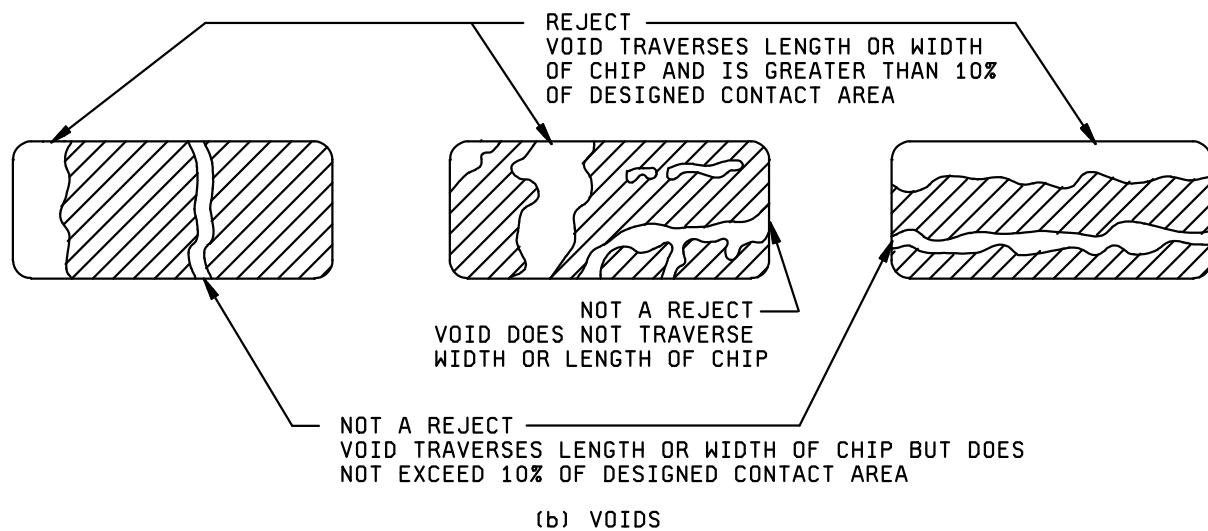 REJECT
VOID TRAVERSES LENGTH OR WIDTH
OF CHIP AND IS GREATER THAN 10%
OF DESIGNED CONTACT AREA
NOT A REJECT
VOID DOES NOT TRAVERSE
WIDTH OR LENGTH OF CHIP
NOT A REJECT
VOID TRAVERSES LENGTH OR WIDTH OF CHIP BUT DOES
NOT EXCEED 10% OF DESIGNED CONTACT AREA
(b) VOIDS